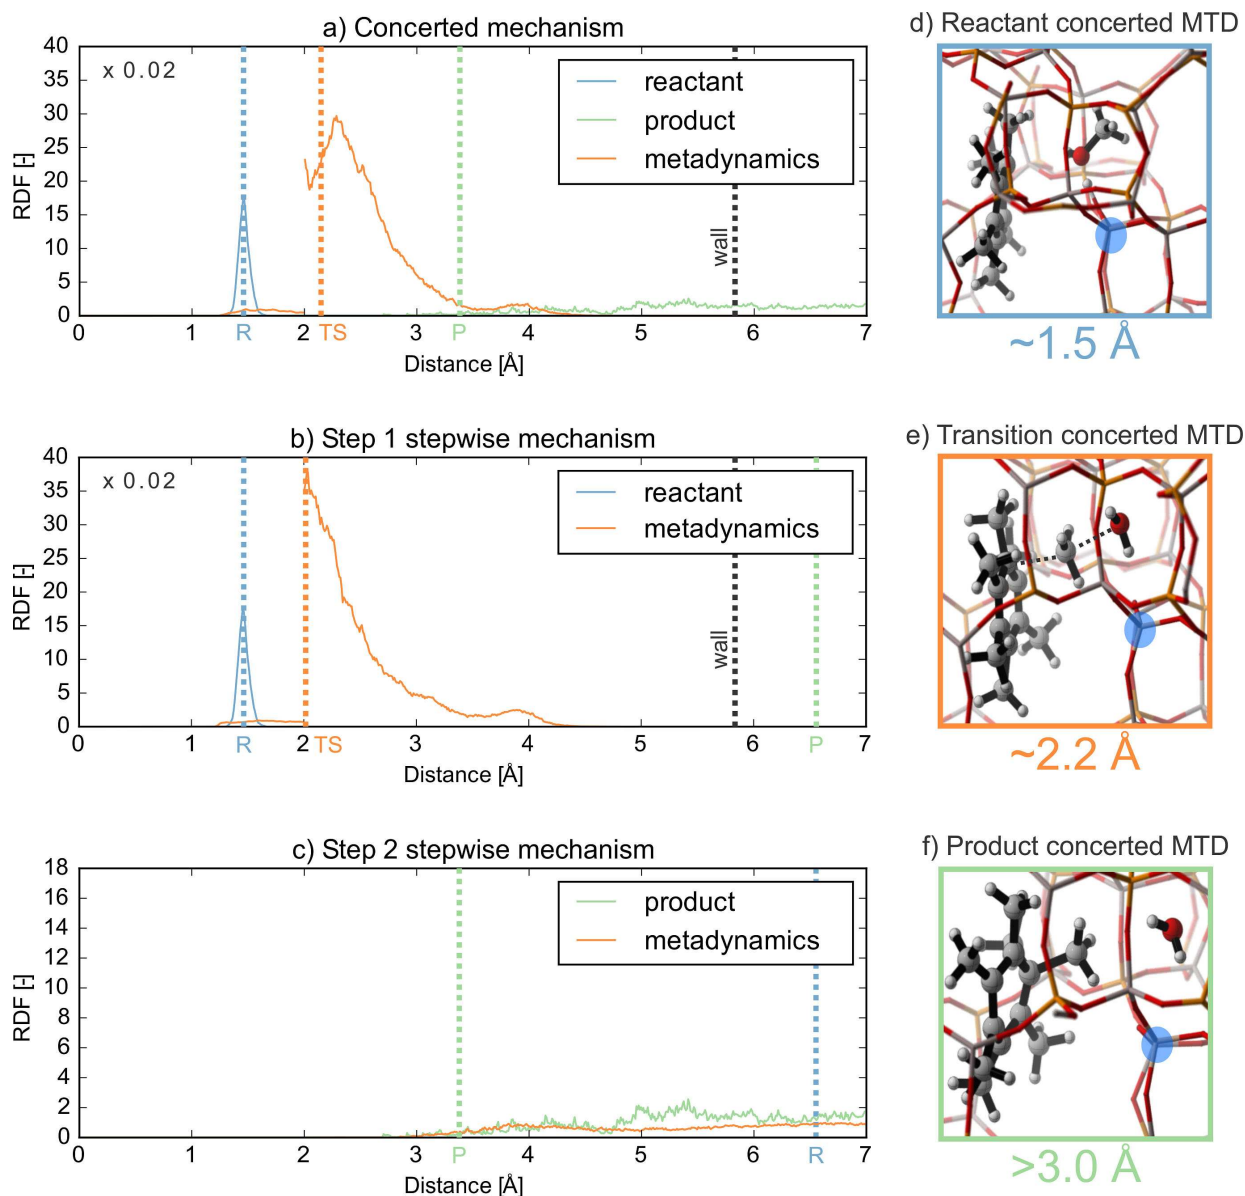 a) Concerted mechanism
40
35
30
25
20
15
10
5
0
RDF [-]
x 0.02
reactant
product
metadynamics
wall
0 1 2 3 4 5 6 7
R TS P
Distance [Å]
d) Reactant concerted MTD
~1.5 Å
b) Step 1 stepwise mechanism
40
35
30
25
20
15
10
5
0
RDF [-]
x 0.02
reactant
metadynamics
wall
0 1 2 3 4 5 6 7
R TS P
Distance [Å]
e) Transition concerted MTD
~2.2 Å
c) Step 2 stepwise mechanism
18
16
14
12
10
8
6
4
2
0
RDF [-]
product
metadynamics
0 1 2 3 4 5 6 7
P R
Distance [Å]
f) Product concerted MTD
>3.0 Å